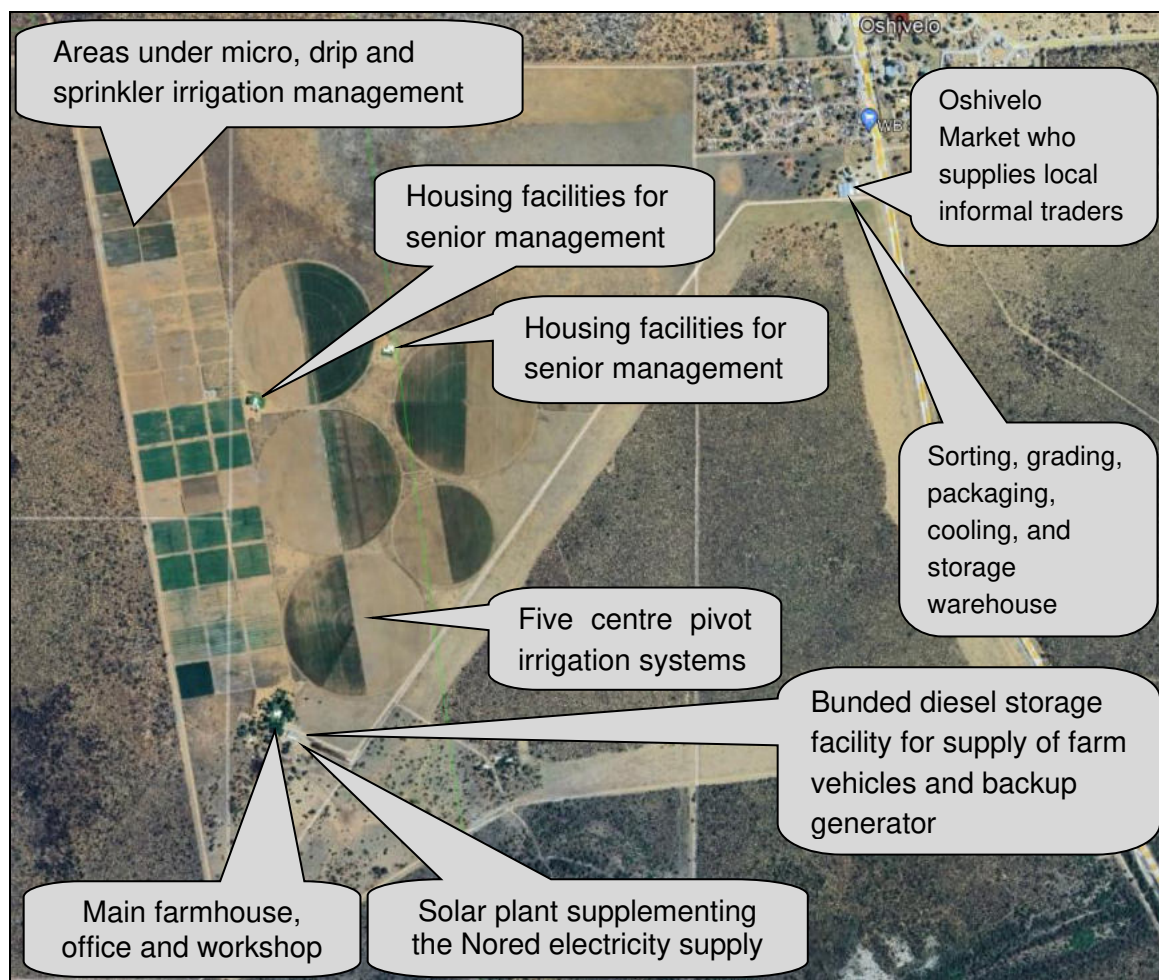 Areas under micro, drip and
sprinkler irrigation management
Oshivelo
WB
Oshivelo
Market who
supplies local
informal traders
Housing facilities for
senior management
Housing facilities for
senior management
Sorting, grading,
packaging,
cooling, and
storage
warehouse
Five centre pivot
irrigation systems
Bunded diesel storage
facility for supply of farm
vehicles and backup
generator
Main farmhouse,
office and workshop
Solar plant supplementing
the Nored electricity supply